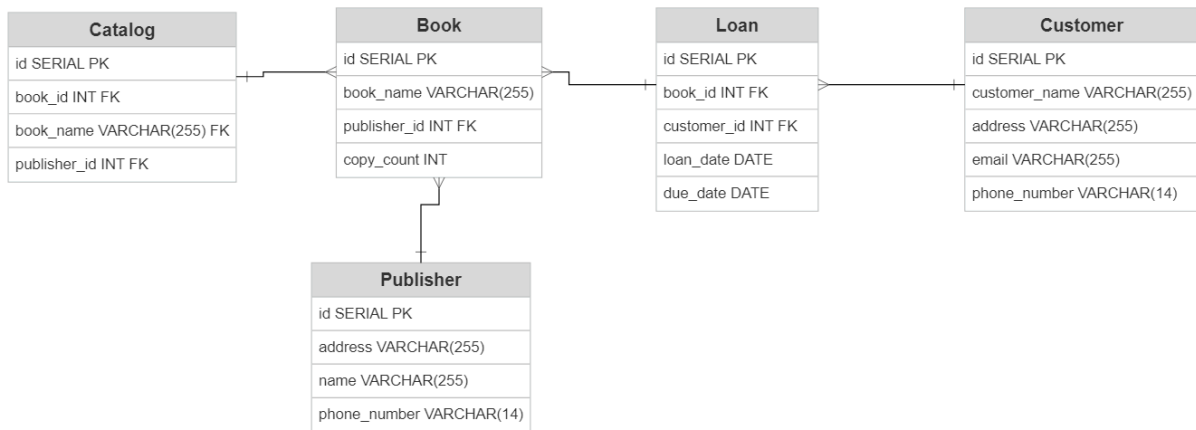 Catalog
id SERIAL PK
book_id INT FK
book_name VARCHAR(255) FK
publisher_id INT FK
Book
id SERIAL PK
book_name VARCHAR(255)
publisher_id INT FK
copy_count INT
Loan
id SERIAL PK
book_id INT FK
customer_id INT FK
loan_date DATE
due_date DATE
Customer
id SERIAL PK
customer_name VARCHAR(255)
address VARCHAR(255)
email VARCHAR(255)
phone_number VARCHAR(14)
Publisher
id SERIAL PK
address VARCHAR(255)
name VARCHAR(255)
phone_number VARCHAR(14)